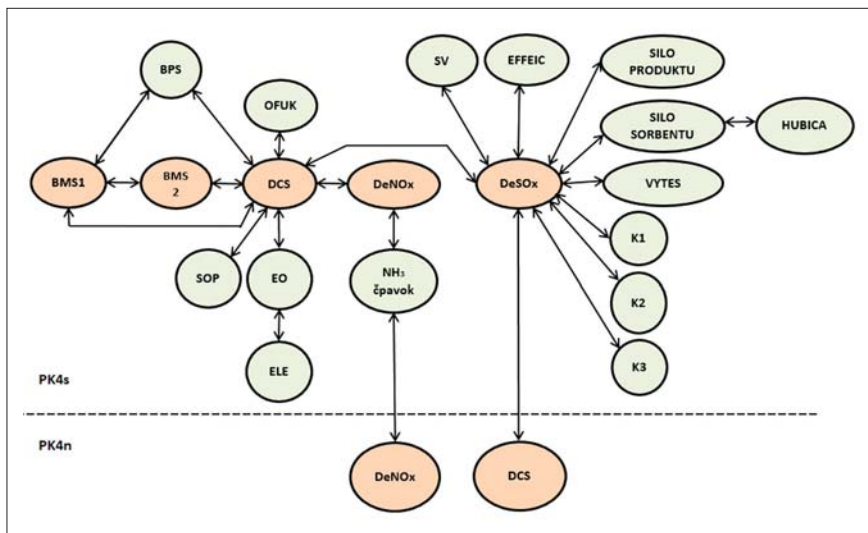 BPS
SV
EFFEIC
SILO
PRODUKTU
OFUK
SILO
SORBENTU
HUBICA
BMS1
BMS
2
DCS
DeNOx
DeSOx
VYTES
K1
SOP
EO
NH₃
čpavok
K2
ELE
K3
PK4s
PK4n
DeNOx
DCS